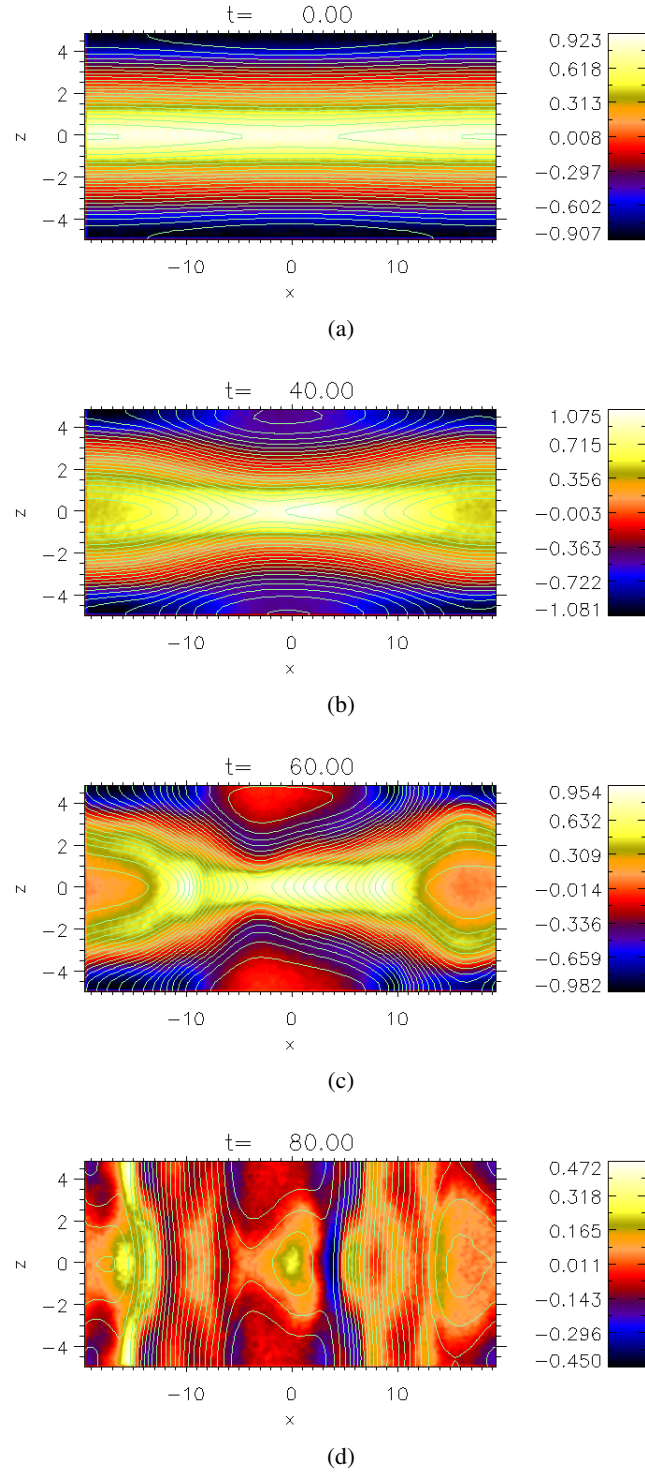 t= 0.00
4
2
0
−2
−4
z
−10 0 10
x
0.923
0.618
0.313
0.008
−0.297
−0.602
−0.907
(a)
t= 40.00
4
2
0
−2
−4
z
−10 0 10
x
1.075
0.715
0.356
−0.003
−0.363
−0.722
−1.081
(b)
t= 60.00
4
2
0
−2
−4
z
−10 0 10
x
0.954
0.632
0.309
−0.014
−0.336
−0.659
−0.982
(c)
t= 80.00
4
2
0
−2
−4
z
−10 0 10
x
0.472
0.318
0.165
0.011
−0.143
−0.296
−0.450
(d)